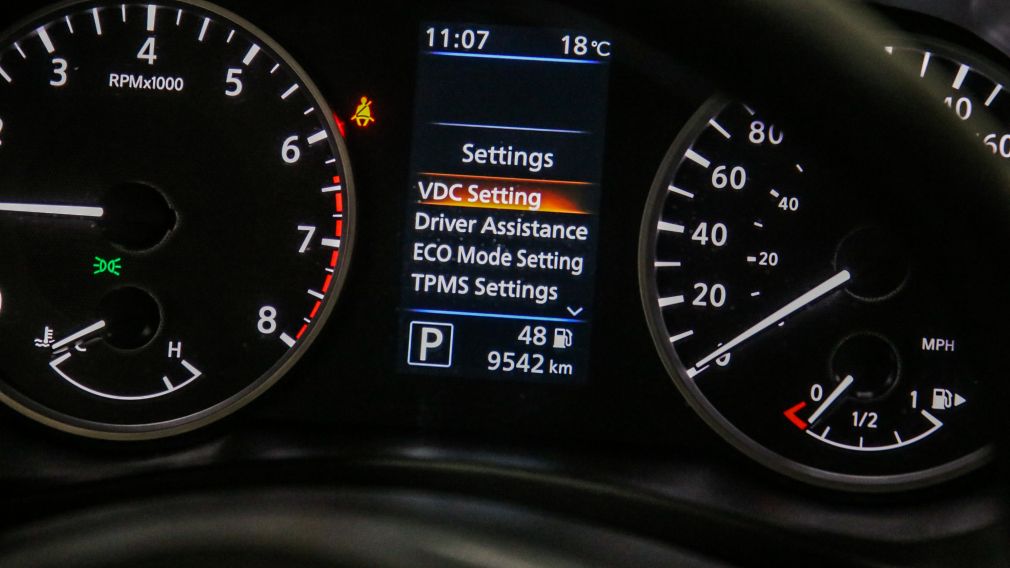 11:07 18°C
Settings
VDC Setting
Driver Assistance
ECO Mode Setting
TPMS Settings
P 48
9542 km
3 4 5 6 7 8
RPMx1000
H
0 20 40 60 80
20 40
MPH
0 1/2 1